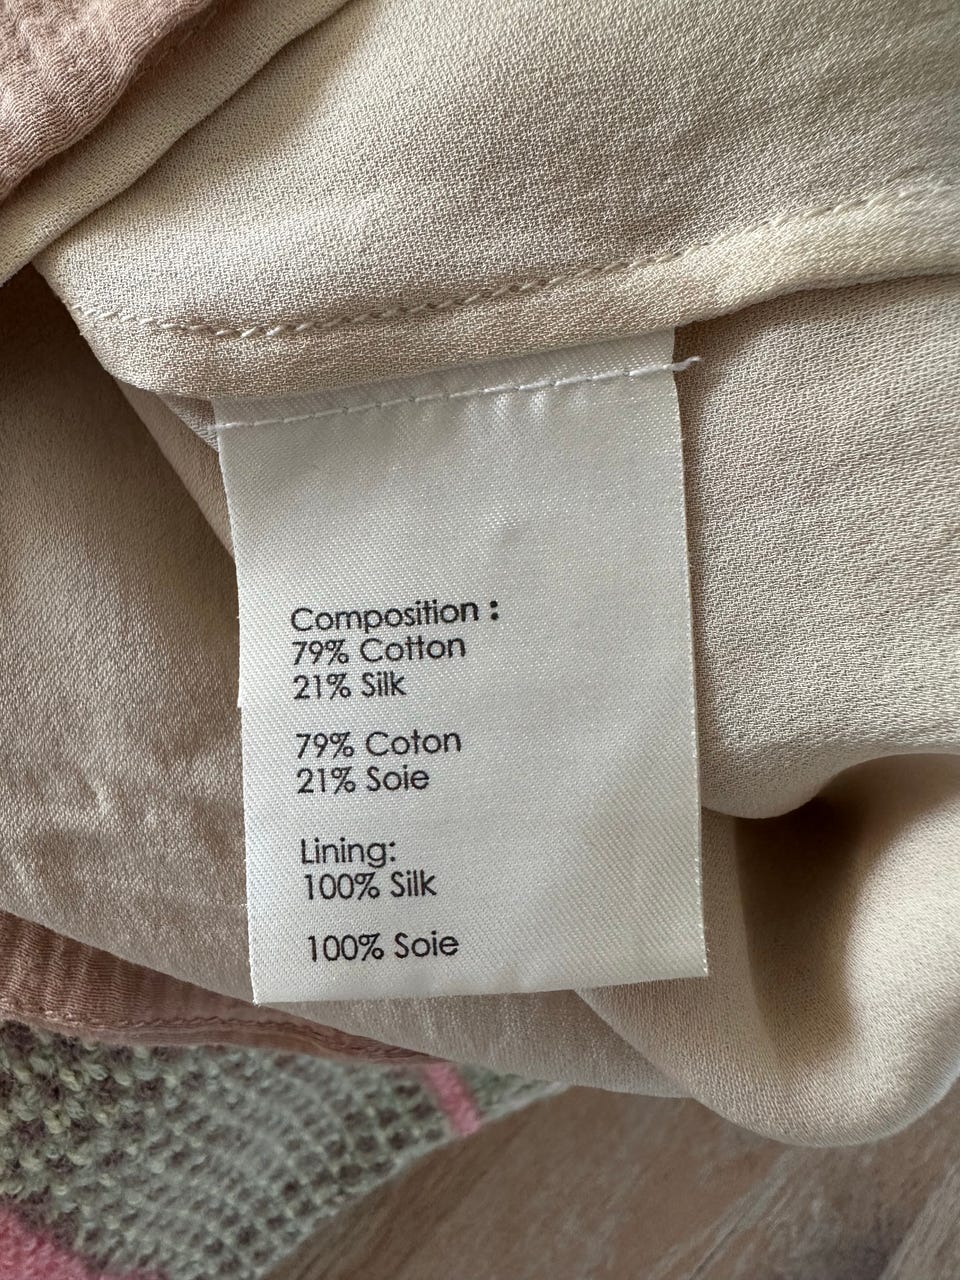 Composition :
79% Cotton
21% Silk
79% Coton
21% Soie
Lining:
100% Silk
100% Soie